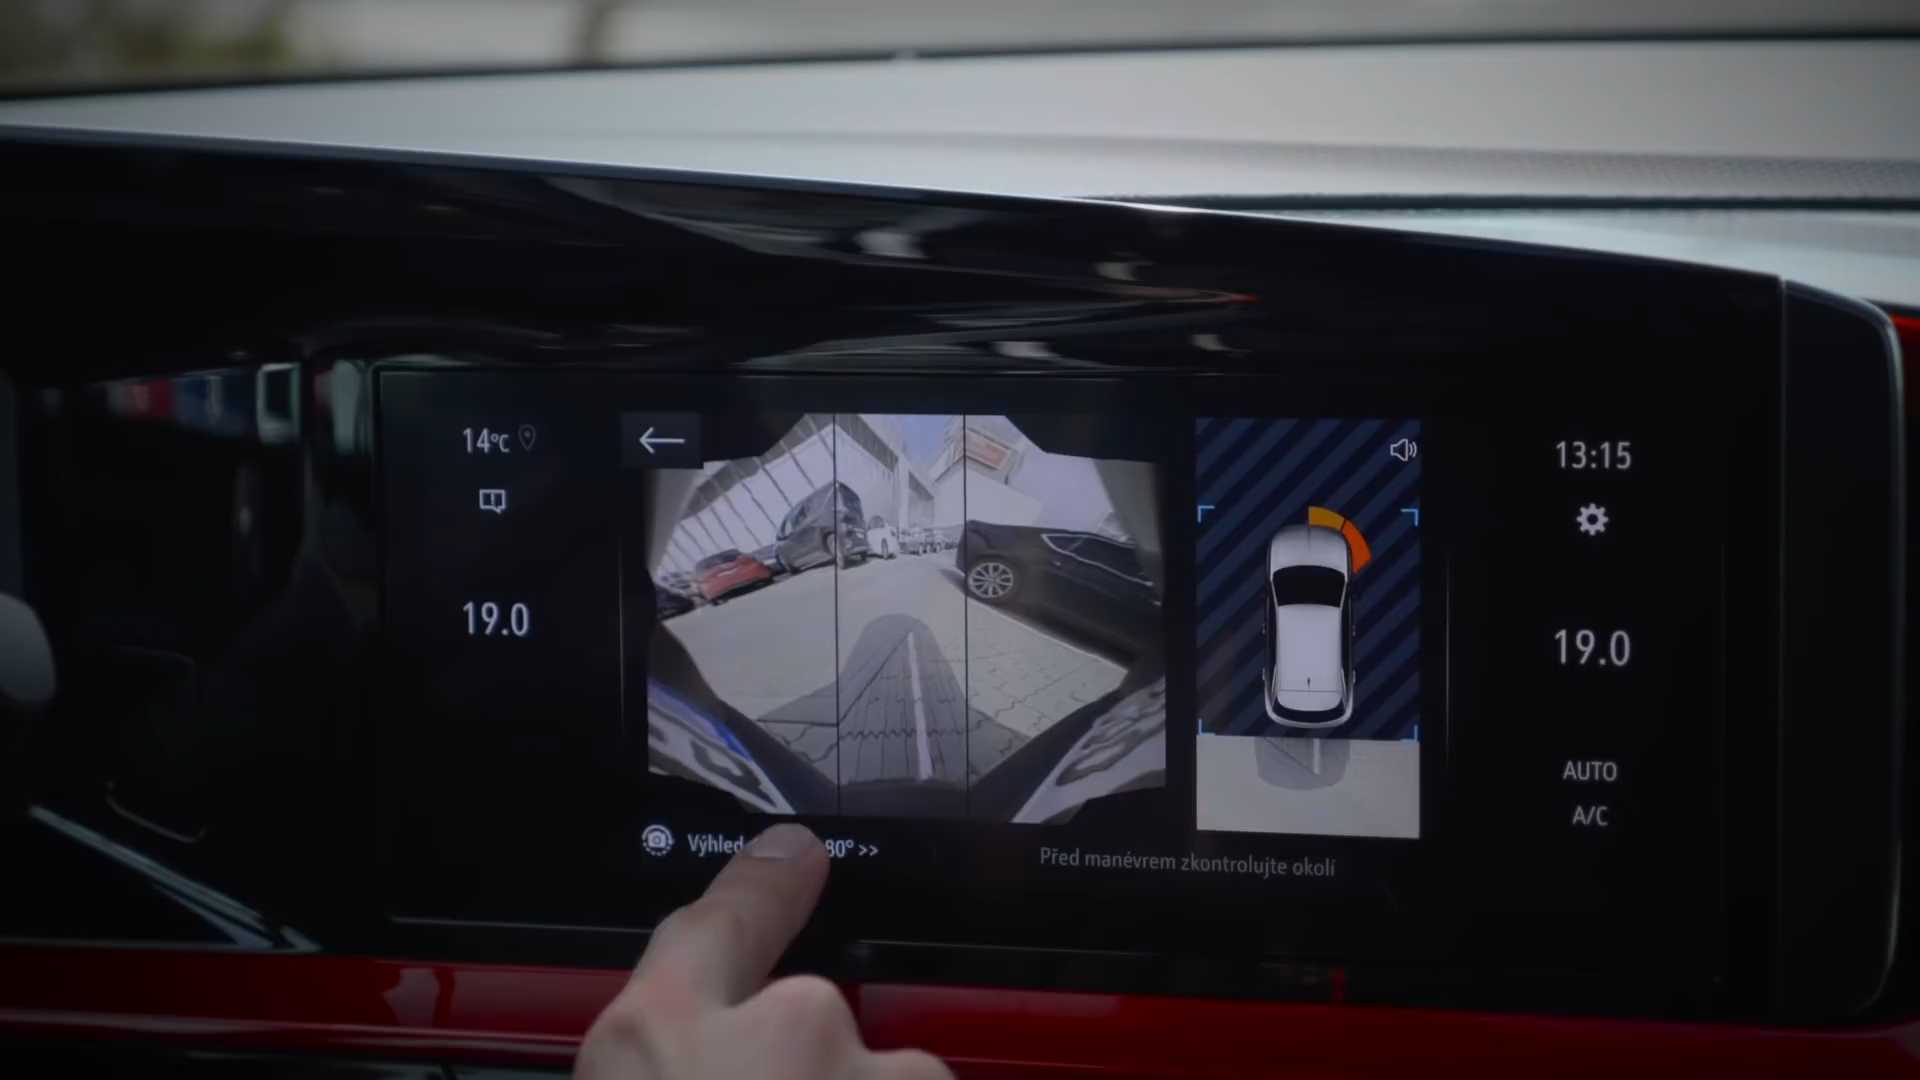 14°C
19.0
Výhled 80° >>
Před manévrem zkontrolujte okolí
13:15
19.0
AUTO
A/C